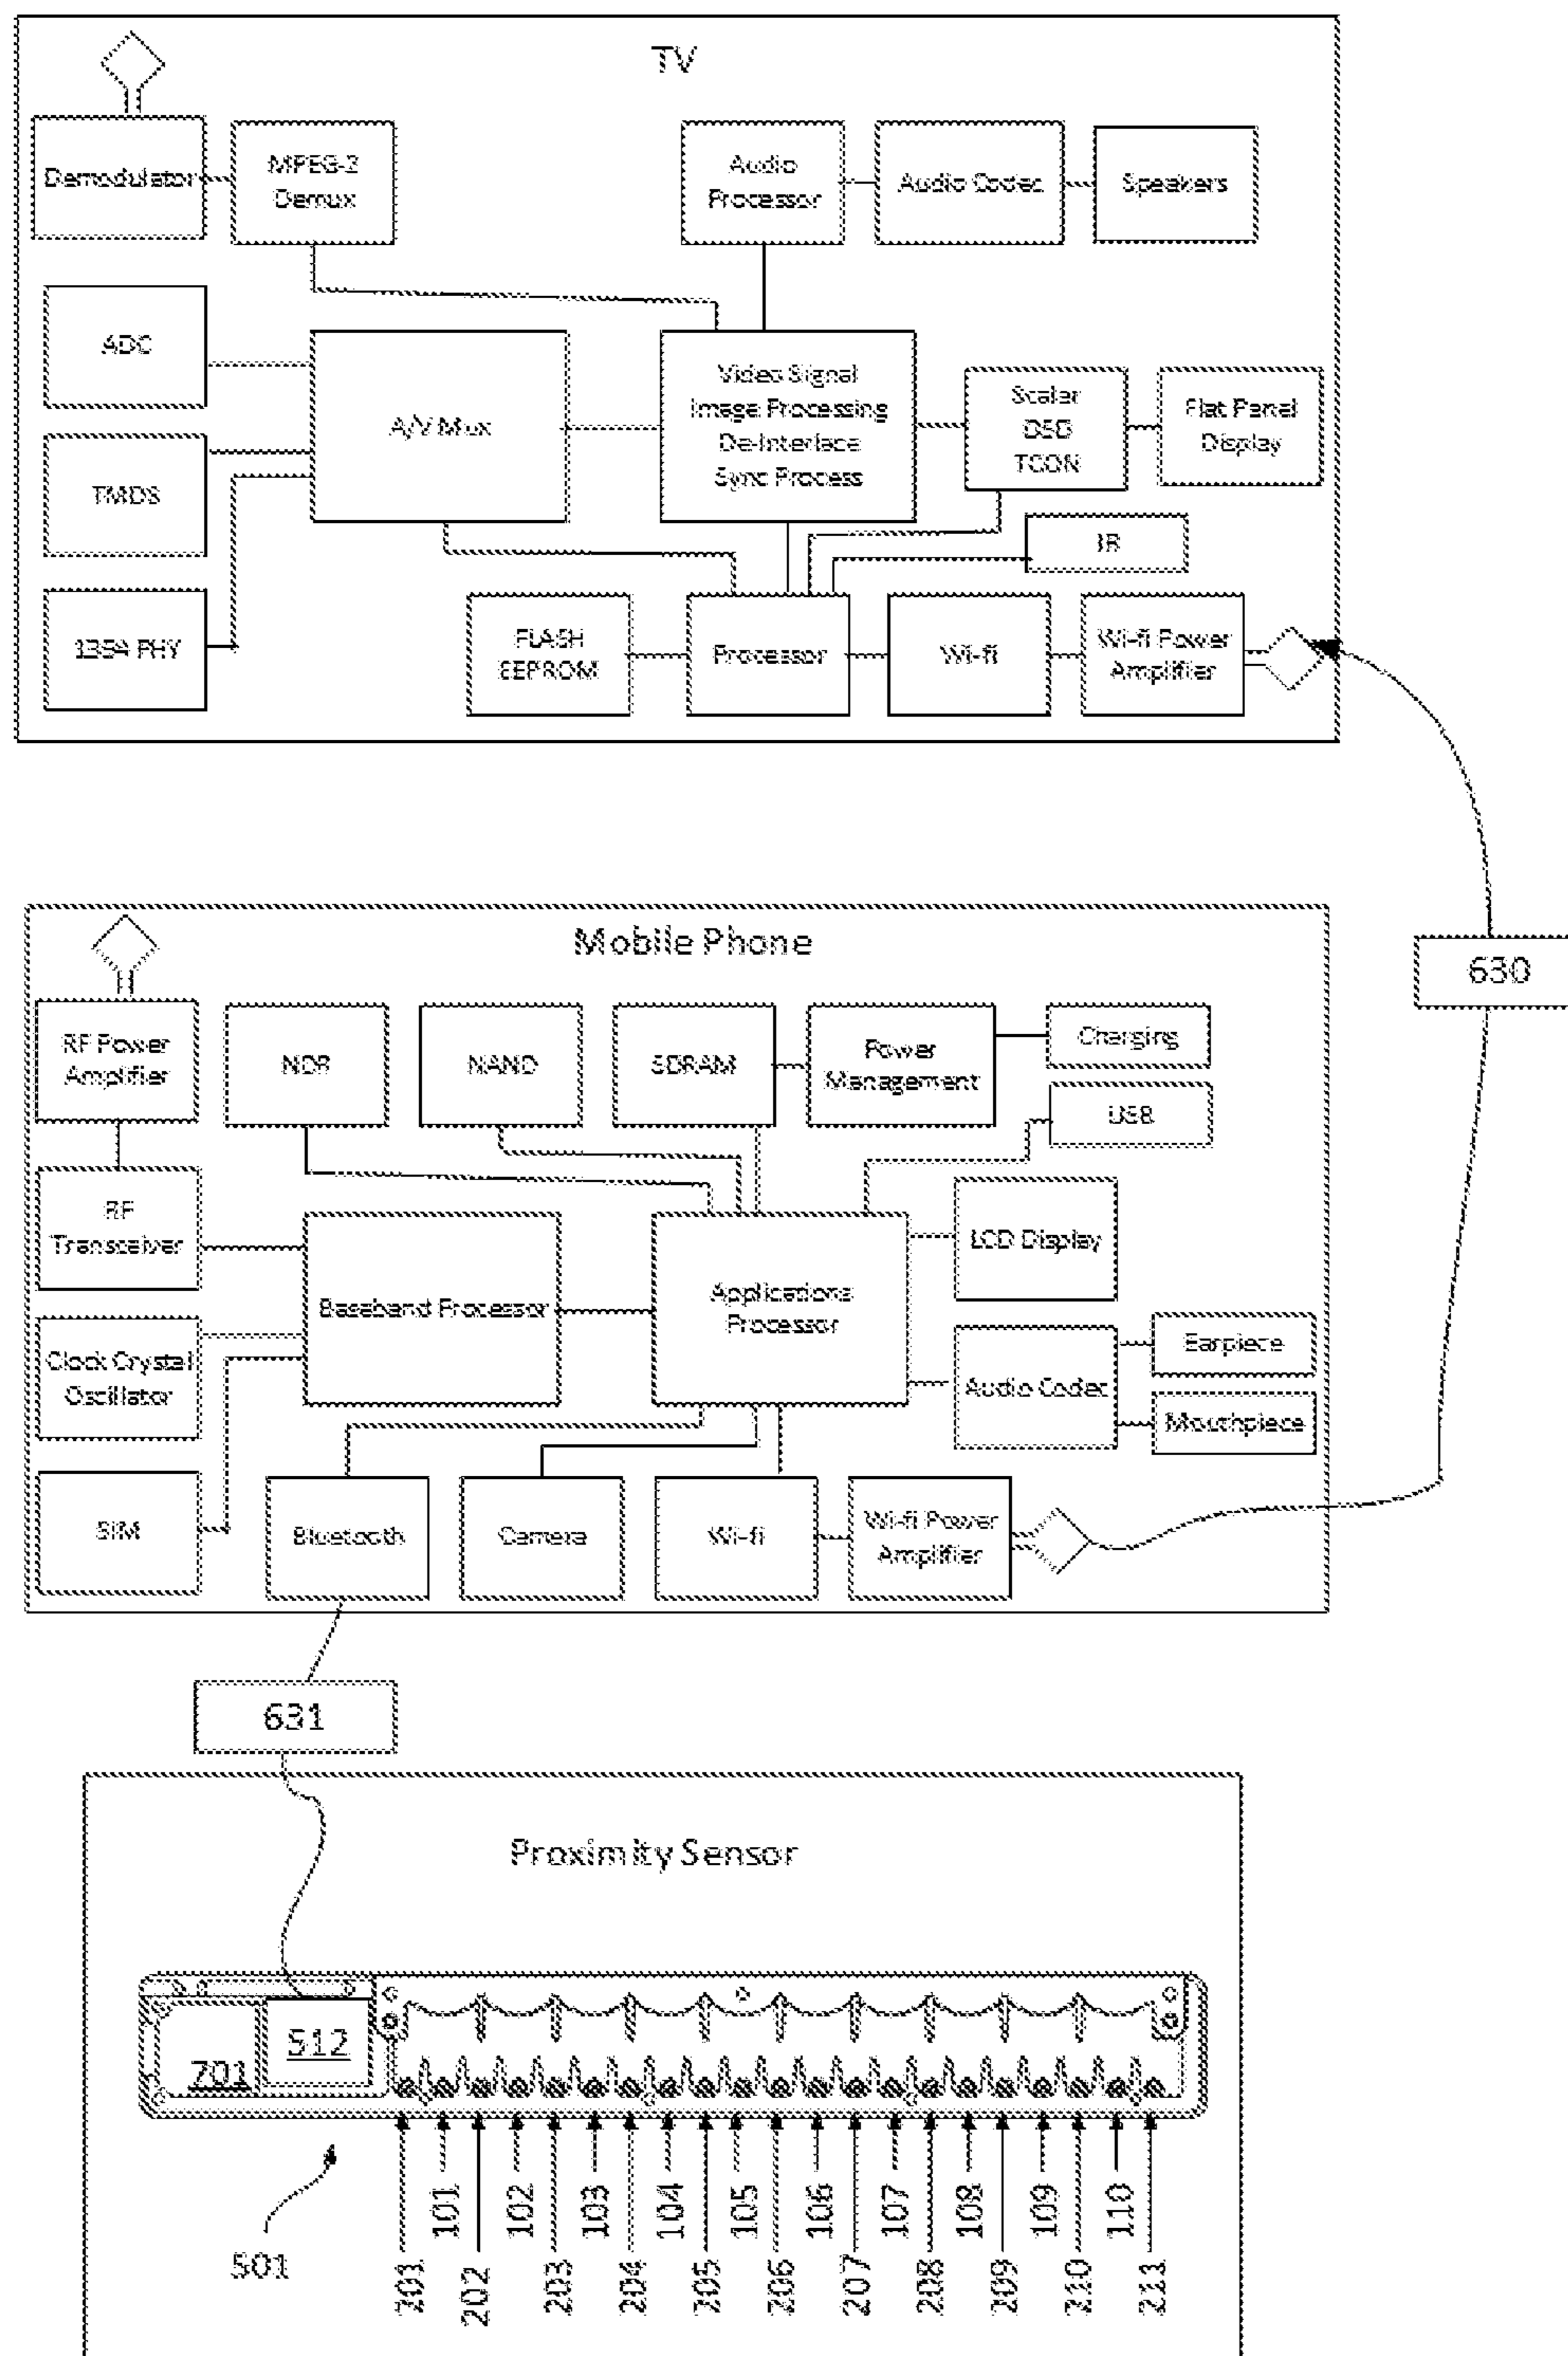 TV
Demodulator
MPEG-2
Demux
Audio
Processor
Audio Codec
Speakers
ADC
A/V Mux
Video Signal
Image Processing
De-Interlace
Sync Process
Scaler
OSD
TCON
Flat Panel
Display
TMDS
IR
1394 PHY
FLASH
EEPROM
Processor
Wi-fi
Wi-fi Power
Amplifier
630
Mobile Phone
RF Power
Amplifier
NOR
NAND
SDRAM
Power
Management
Charging
USB
RF
Transceiver
Baseband Processor
Applications
Processor
LCD Display
Clock Crystal
Oscillator
Audio Codec
Earpiece
Mouthpiece
SIM
Bluetooth
Camera
Wi-fi
Wi-fi Power
Amplifier
631
Proximity Sensor
701
512
501
101
102
103
104
105
106
107
108
109
110
201
202
203
204
205
206
207
208
209
210
211